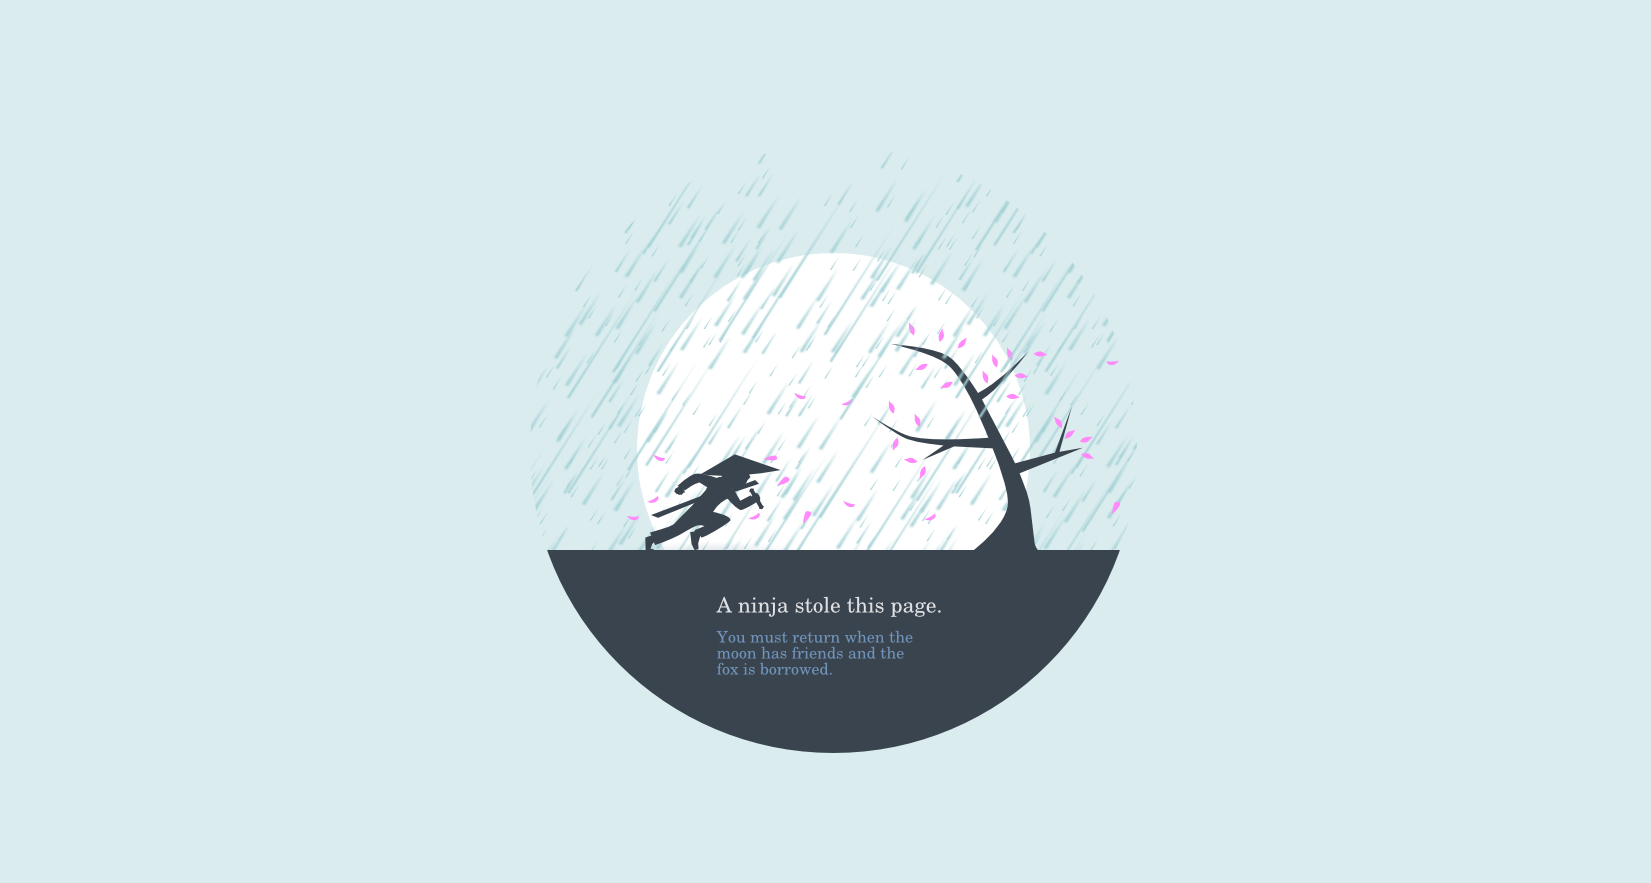 A ninja stole this page.
You must return when the
moon has friends and the
fox is borrowed.